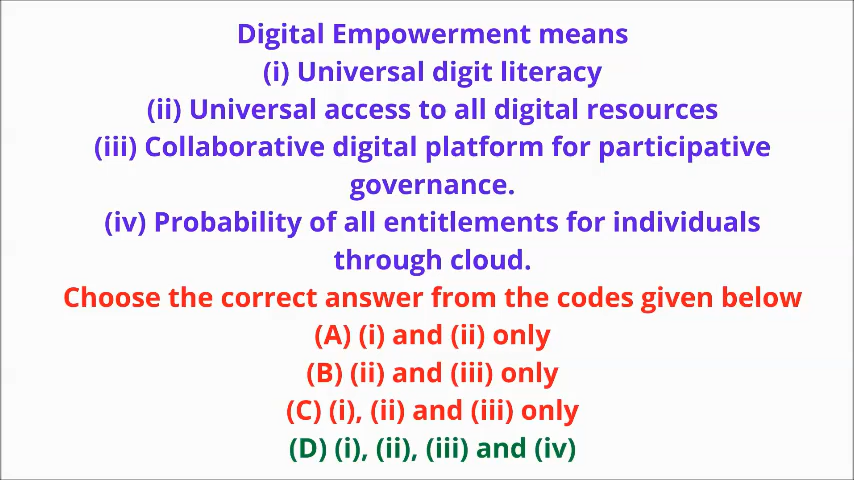 Digital Empowerment means
(i) Universal digit literacy
(ii) Universal access to all digital resources
(iii) Collaborative digital platform for participative
governance.
(iv) Probability of all entitlements for individuals
through cloud.
Choose the correct answer from the codes given below
(A) (i) and (ii) only
(B) (ii) and (iii) only
(C) (i), (ii) and (iii) only
(D) (i), (ii), (iii) and (iv)